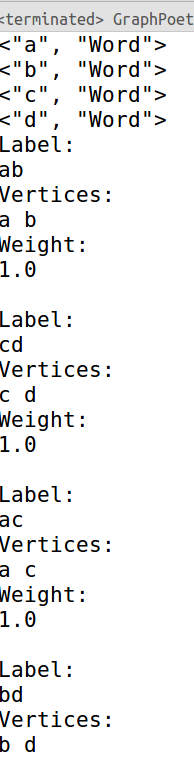 <terminated> GraphPoet
<"a", "Word">
<"b", "Word">
<"c", "Word">
<"d", "Word">
Label:
ab
Vertices:
a b
Weight:
1.0
Label:
cd
Vertices:
c d
Weight:
1.0
Label:
ac
Vertices:
a c
Weight:
1.0
Label:
bd
Vertices:
b d